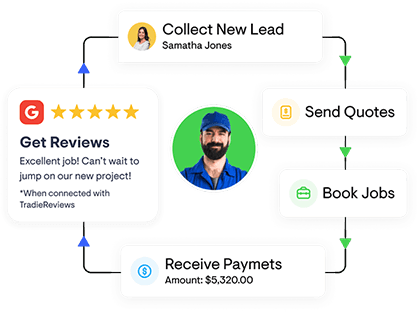 Collect New Lead
Samatha Jones
Send Quotes
Book Jobs
Receive Paymets
Amount: $5,320.00
G
Get Reviews
Excellent job! Can't wait to
jump on our new project!
*When connected with
TradieReviews